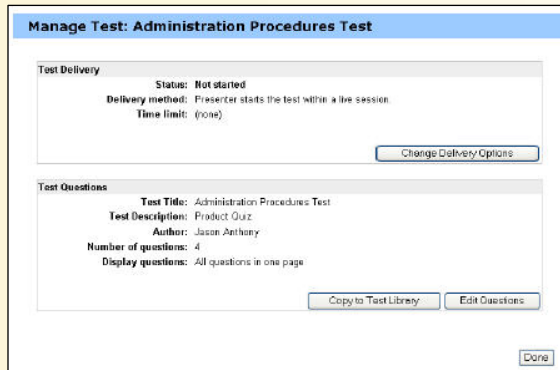 Manage Test: Administration Procedures Test
Test Delivery
Status: Not started
Delivery method: Presenter starts the test within a live session
Time limit: (none)
Change Delivery Options
Test Questions
Test Title: Administration Procedures Test
Test Description: Product Quiz
Author: Jason Anthony
Number of questions: 4
Display questions: All questions in one page
Copy to Test Library Edit Questions
Done